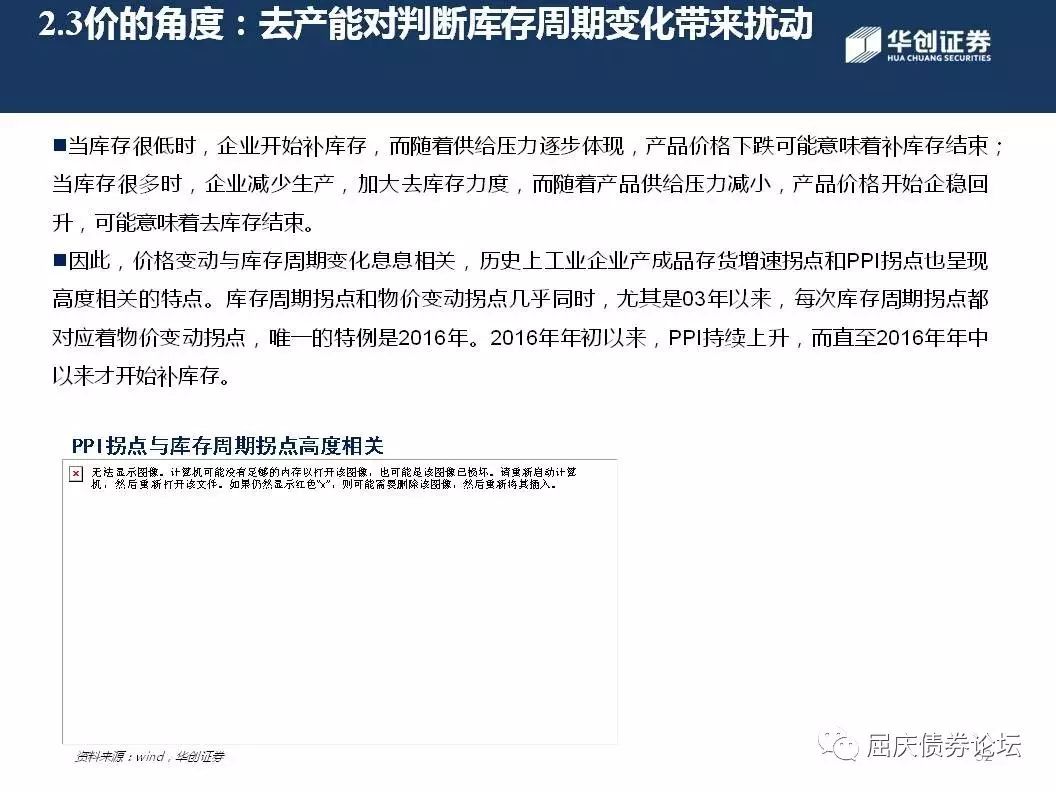 2.3价的角度：去产能对判断库存周期变化带来扰动
华创证券
HUA CHUANG SECURITIES
■当库存很低时，企业开始补库存，而随着供给压力逐步体现，产品价格下跌可能意味着补库存结束；
当库存很多时，企业减少生产，加大去库存力度，而随着产品供给压力减小，产品价格开始企稳回
升，可能意味着去库存结束。
■因此，价格变动与库存周期变化息息相关，历史上工业企业产成品存货增速拐点和PPI拐点也呈现
高度相关的特点。库存周期拐点和物价变动拐点几乎同时，尤其是03年以来，每次库存周期拐点都
对应着物价变动拐点，唯一的特例是2016年。2016年年初以来，PPI持续上升，而直至2016年年中
以来才开始补库存。
PPI拐点与库存周期拐点高度相关
无法显示图像。计算机可能没有足够的内存以打开该图像，也可能是该图像已损坏。请重新启动计算
机，然后重新打开该文件。如果仍然显示红色“x”，则可能需要删除该图像，然后重新将其插入。
资料来源：wind，华创证券
屈庆债券论坛